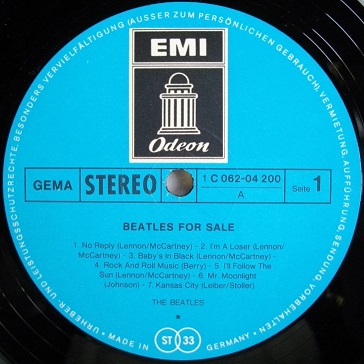 EMI
Odeon
GEMA STEREO 1 C 062-04 200
A
Seite 1
BEATLES FOR SALE
1. No Reply (Lennon/McCartney) - 2. I'm A Loser (Lennon/
McCartney) - 3. Baby's In Black (Lennon/McCartney)
4. Rock And Roll Music (Berry) - 5. I'll Follow The
Sun (Lennon/McCartney) - 6. Mr. Moonlight
(Johnson) - 7. Kansas City (Leiber/Stoller)
THE BEATLES
*
ST 33
URHEBER- UND LEISTUNGSSCHUTZRECHTE, BESONDERS VERVIELFÄLTIGUNG (AUSSER ZUM PERSÖNLICHEN GEBRAUCH), VERMIETUNG, AUFFÜHRUNG, SENDUNG, VORBEHALTEN · MADE IN GERMANY ·